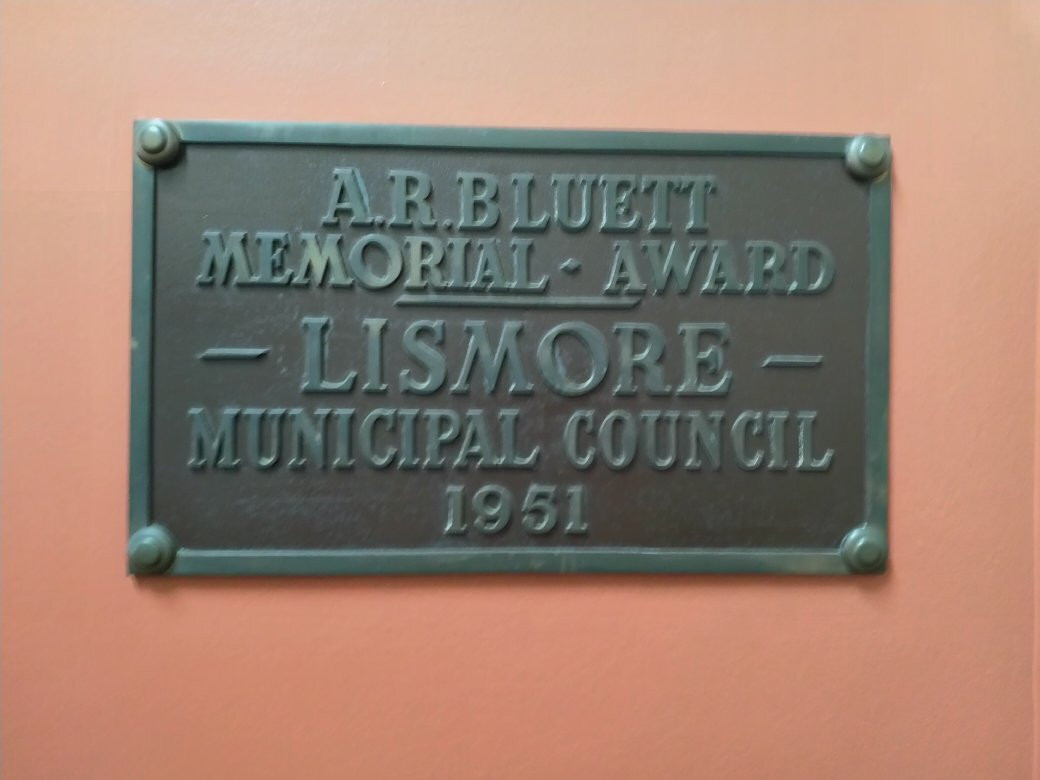 A.R.BLUETT
MEMORIAL - AWARD
- LISMORE -
MUNICIPAL COUNCIL
1951